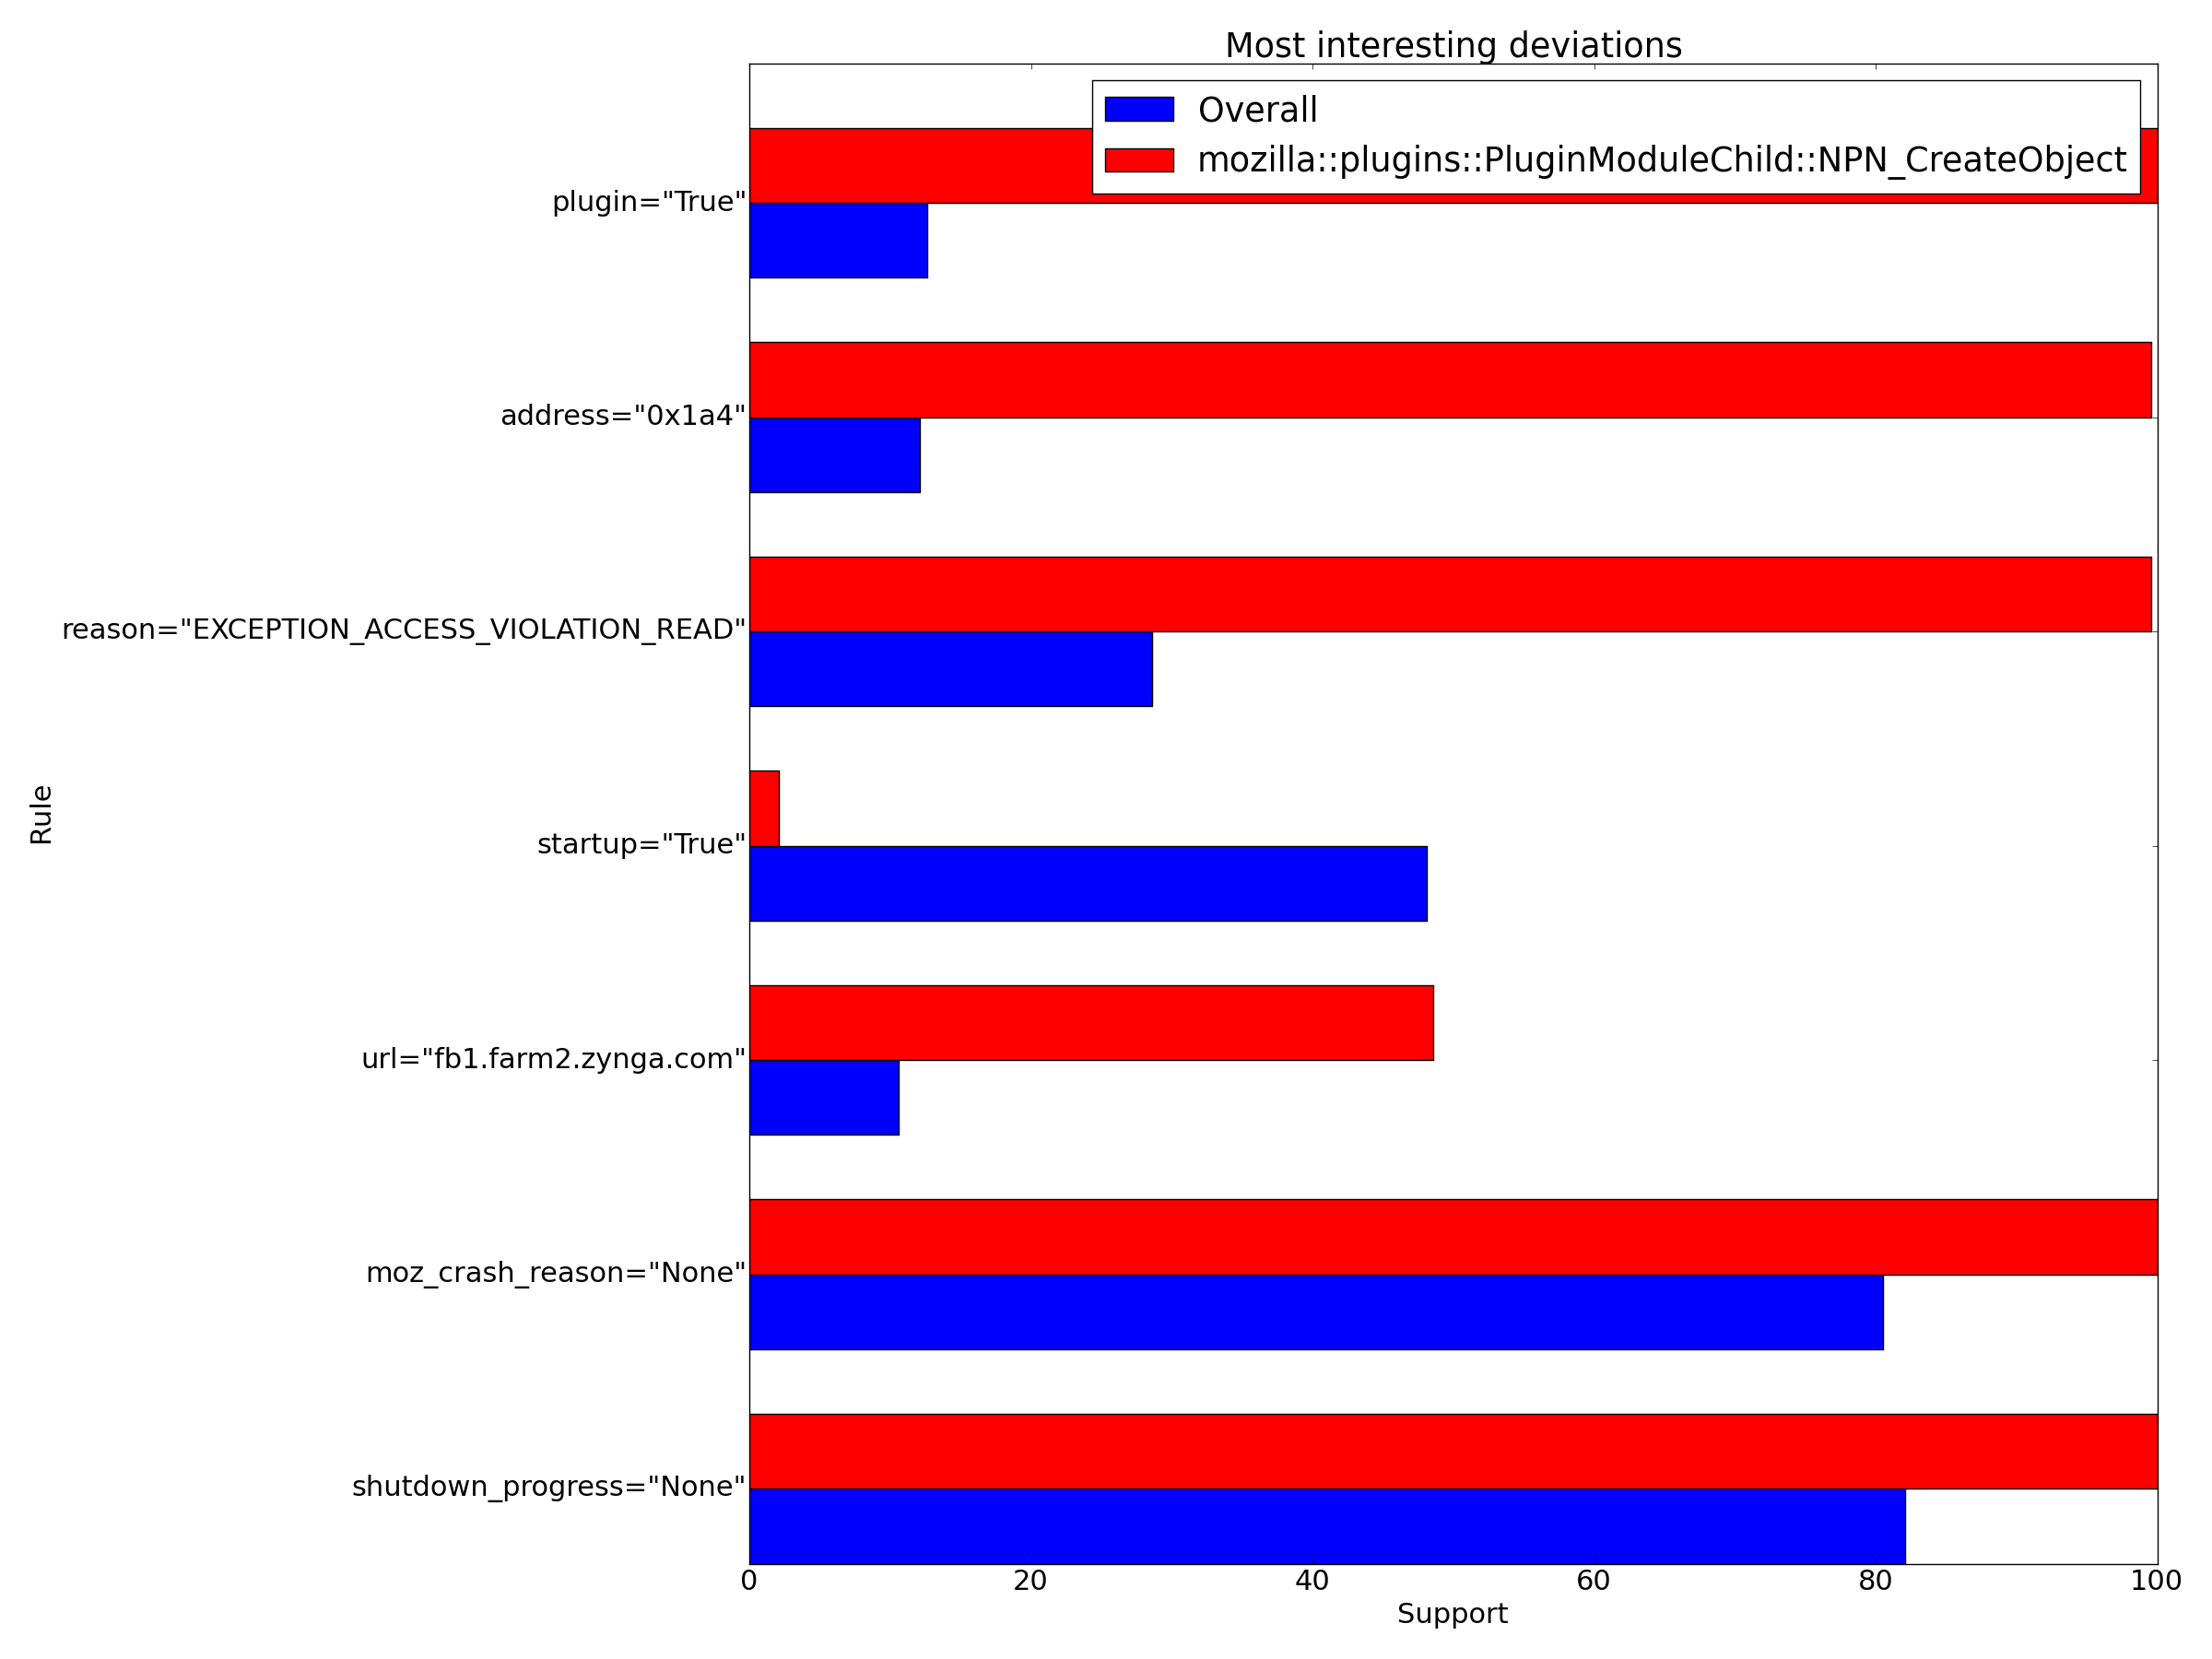 Most interesting deviations
Overall
mozilla::plugins::PluginModuleChild::NPN_CreateObject
plugin="True"
address="0x1a4"
reason="EXCEPTION_ACCESS_VIOLATION_READ"
startup="True"
url="fb1.farm2.zynga.com"
moz_crash_reason="None"
shutdown_progress="None"
Rule
0 20 40 60 80 100
Support